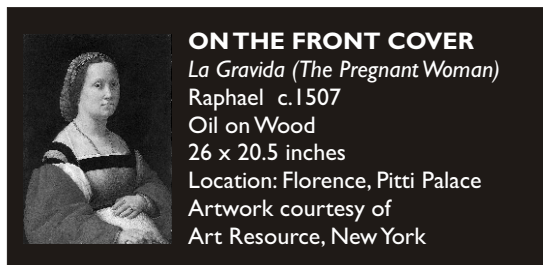 ON THE FRONT COVER
La Gravida (The Pregnant Woman)
Raphael c.1507
Oil on Wood
26 x 20.5 inches
Location: Florence, Pitti Palace
Artwork courtesy of
Art Resource, New York